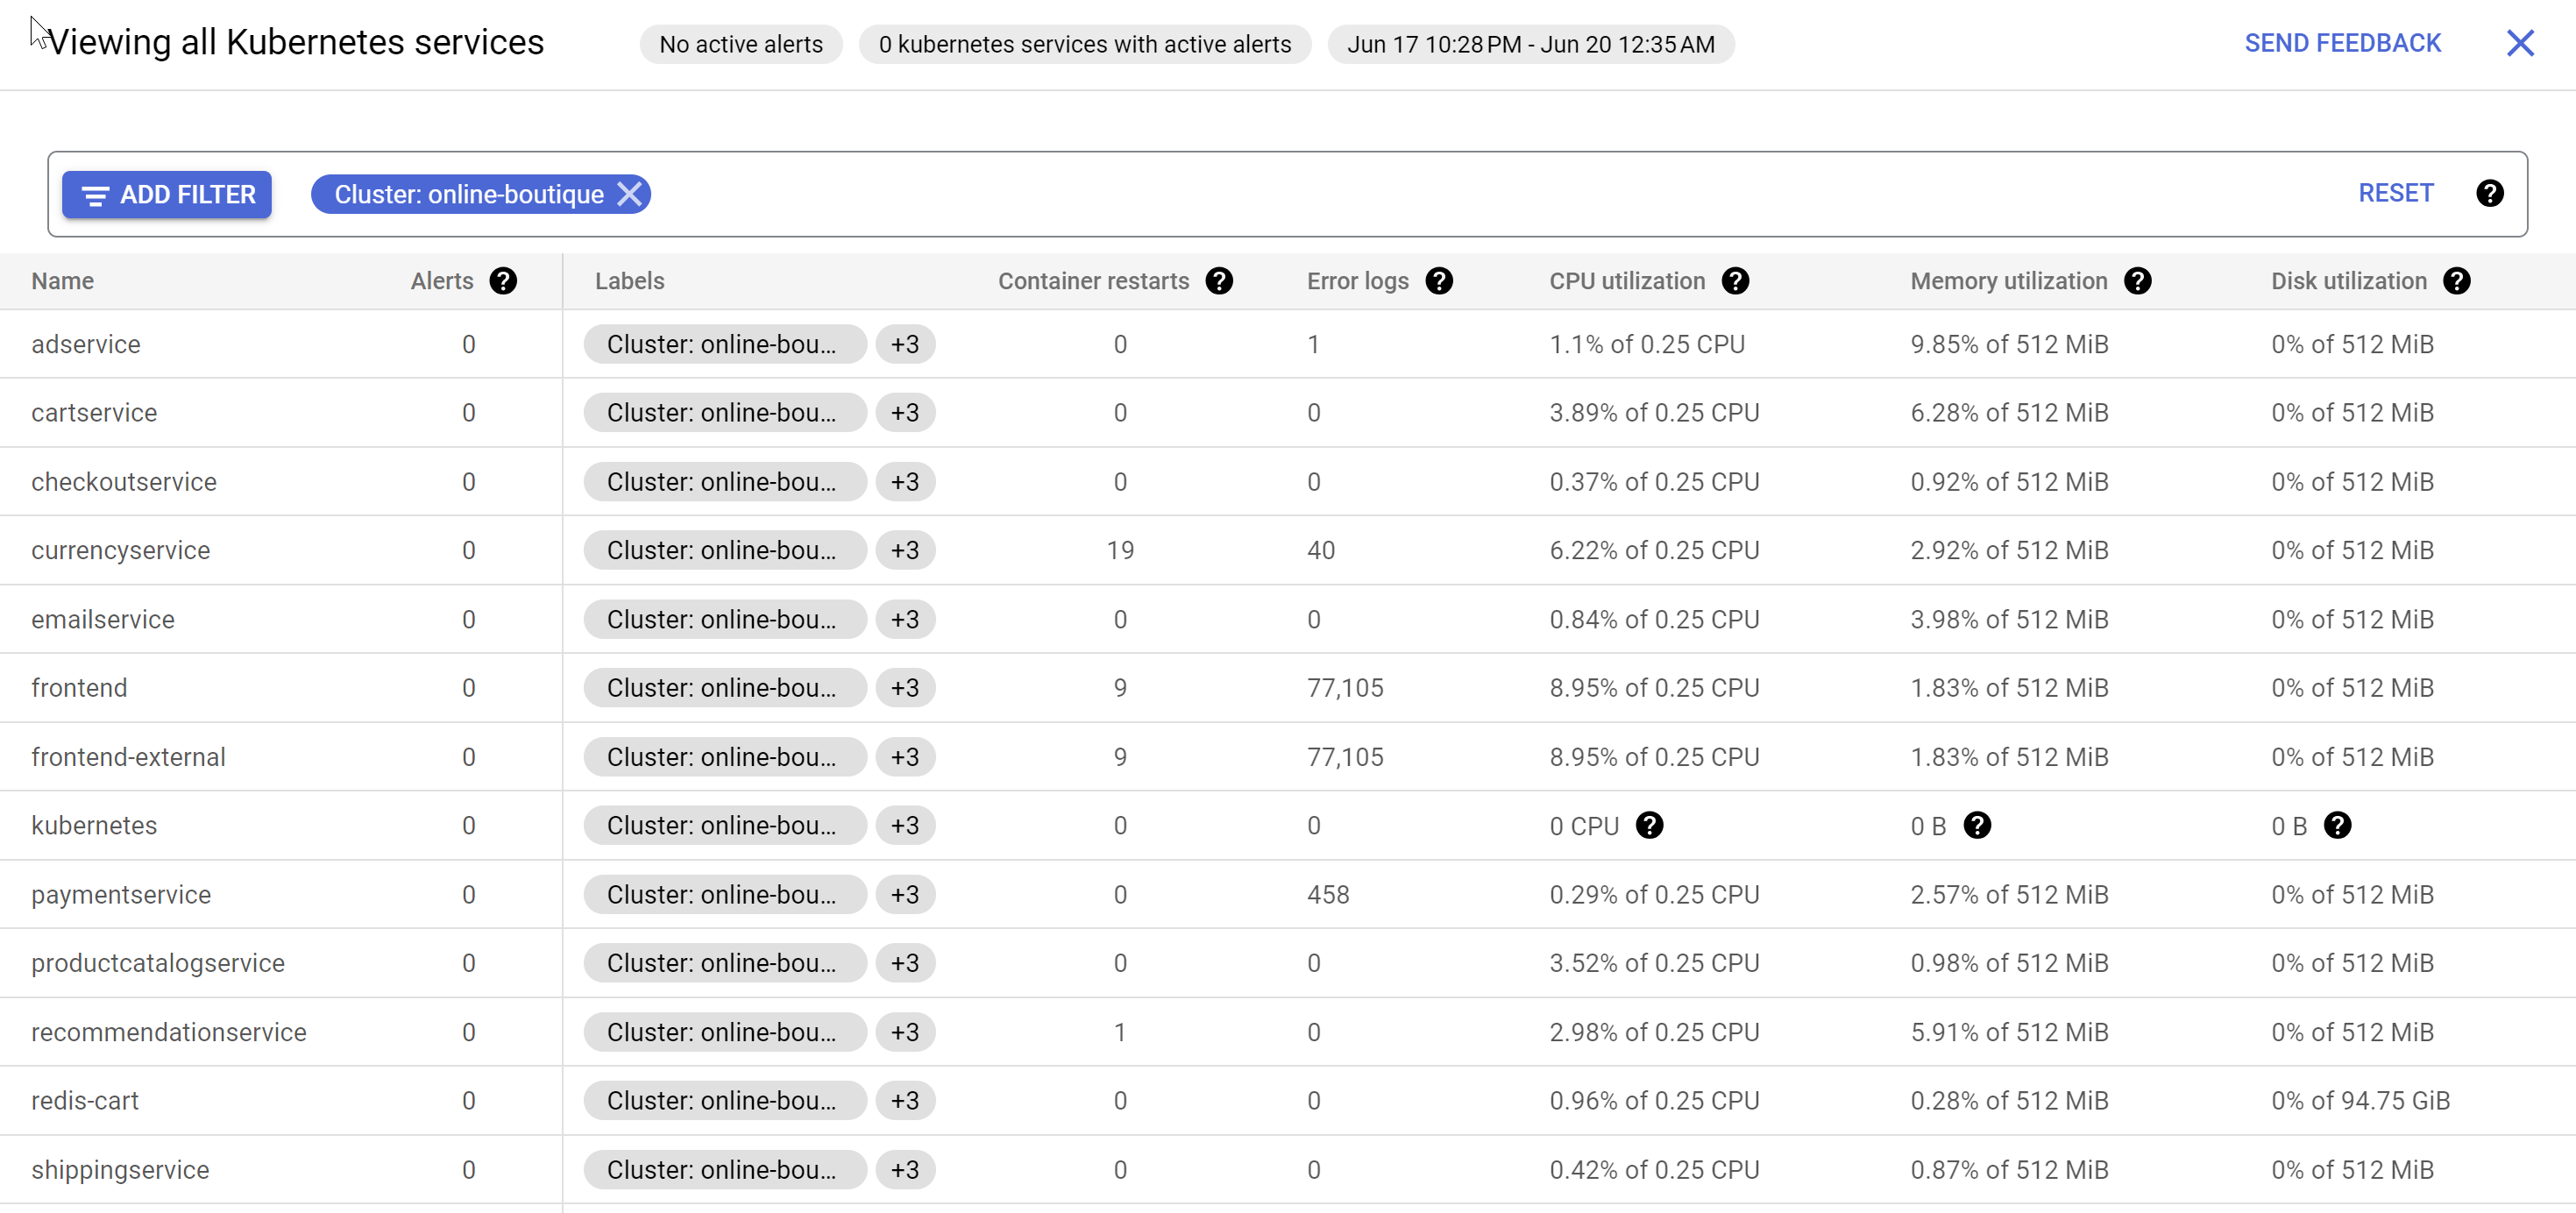 Viewing all Kubernetes services No active alerts 0 kubernetes services with active alerts Jun 17 10:28 PM - Jun 20 12:35 AM SEND FEEDBACK
ADD FILTER Cluster: online-boutique RESET
Name Alerts Labels Container restarts Error logs CPU utilization Memory utilization Disk utilization
adservice 0 Cluster: online-bou... +3 0 1 1.1% of 0.25 CPU 9.85% of 512 MiB 0% of 512 MiB
cartservice 0 Cluster: online-bou... +3 0 0 3.89% of 0.25 CPU 6.28% of 512 MiB 0% of 512 MiB
checkoutservice 0 Cluster: online-bou... +3 0 0 0.37% of 0.25 CPU 0.92% of 512 MiB 0% of 512 MiB
currencyservice 0 Cluster: online-bou... +3 19 40 6.22% of 0.25 CPU 2.92% of 512 MiB 0% of 512 MiB
emailservice 0 Cluster: online-bou... +3 0 0 0.84% of 0.25 CPU 3.98% of 512 MiB 0% of 512 MiB
frontend 0 Cluster: online-bou... +3 9 77,105 8.95% of 0.25 CPU 1.83% of 512 MiB 0% of 512 MiB
frontend-external 0 Cluster: online-bou... +3 9 77,105 8.95% of 0.25 CPU 1.83% of 512 MiB 0% of 512 MiB
kubernetes 0 Cluster: online-bou... +3 0 0 0 CPU 0 B 0 B
paymentservice 0 Cluster: online-bou... +3 0 458 0.29% of 0.25 CPU 2.57% of 512 MiB 0% of 512 MiB
productcatalogservice 0 Cluster: online-bou... +3 0 0 3.52% of 0.25 CPU 0.98% of 512 MiB 0% of 512 MiB
recommendationservice 0 Cluster: online-bou... +3 1 0 2.98% of 0.25 CPU 5.91% of 512 MiB 0% of 512 MiB
redis-cart 0 Cluster: online-bou... +3 0 0 0.96% of 0.25 CPU 0.28% of 512 MiB 0% of 94.75 GiB
shippingservice 0 Cluster: online-bou... +3 0 0 0.42% of 0.25 CPU 0.87% of 512 MiB 0% of 512 MiB